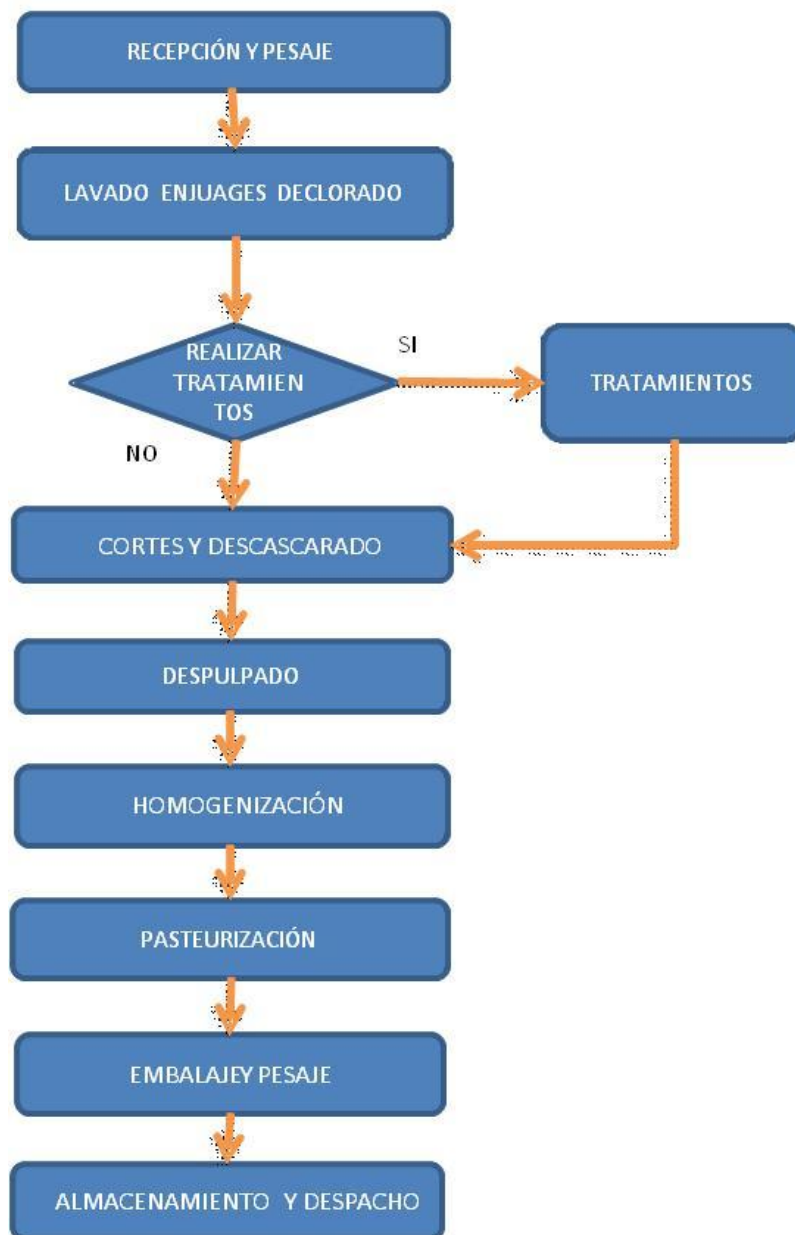 RECEPCIÓN Y PESAJE
LAVADO ENJUAGES DECLORADO
REALIZAR
TRATAMIEN
TOS
SI
TRATAMIENTOS
NO
CORTES Y DESCASCARADO
DESPULPADO
HOMOGENIZACIÓN
PASTEURIZACIÓN
EMBALAJEY PESAJE
ALMACENAMIENTO Y DESPACHO